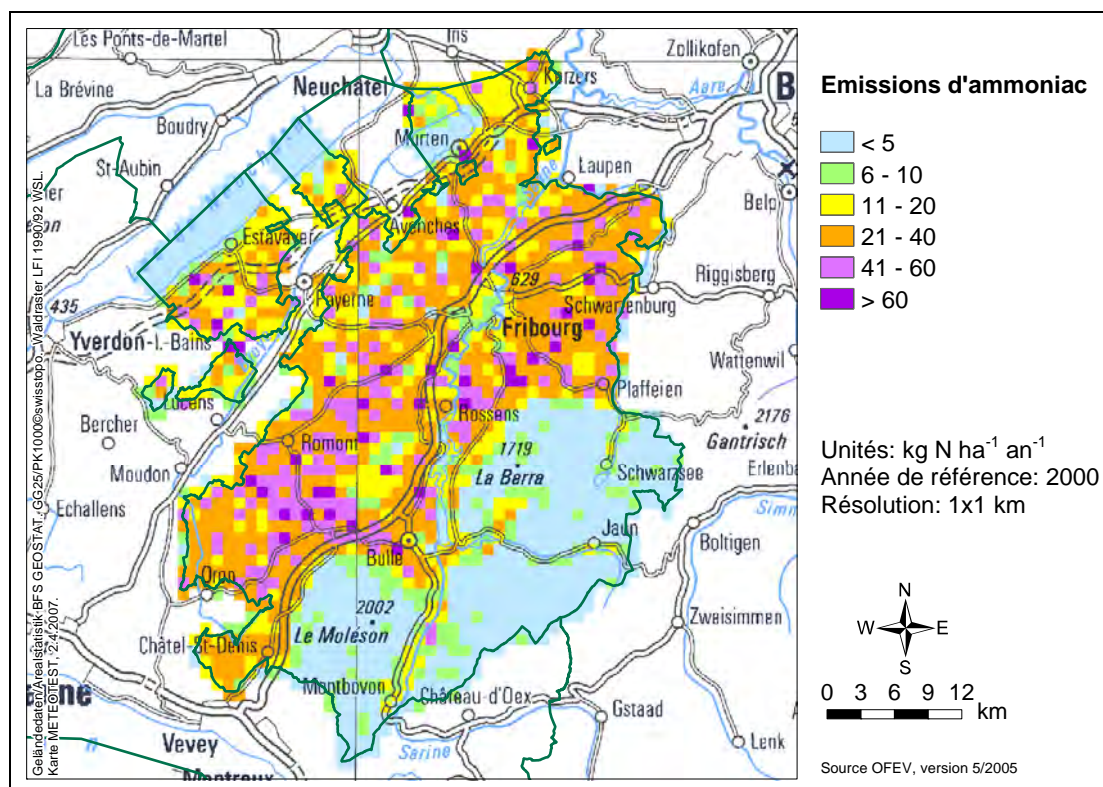 Les Ponts-de-Martel
Ins
Zollikofen
La Brévine
Neuchâtel
Kerzers
Aare
B
Boudry
Murten
St-Aubin
Laupen
Belp
Avenches
Estavayer
Riggisberg
435
Payerne
629
Schwarzenburg
Yverdon-l.-Bains
Fribourg
Wattenwil
Lucens
Plaffeien
Bercher
Rossens
2176
Romont
1719
Gantrisch
Moudon
La Berra
Schwarzsee
Erlenba
Echallens
Simm
Jaun
Boltigen
Bulle
Oron
2002
Zweisimmen
Le Moléson
Châtel-St-Denis
Montbovon
Château-d'Oex
Gstaad
Vevey
Sarine
Lenk
Montreux
Geländedaten/Arealstatistik:BFS GEOSTAT, GG25/PK1000©swisstopo, Waldraster LFI 1990/92 WSL.
Karte METEOTEST, 2.4.2007.
Emissions d'ammoniac
< 5
6 - 10
11 - 20
21 - 40
41 - 60
> 60
Unités: kg N ha⁻¹ an⁻¹
Année de référence: 2000
Résolution: 1x1 km
N
W E
S
0 3 6 9 12
km
Source OFEV, version 5/2005